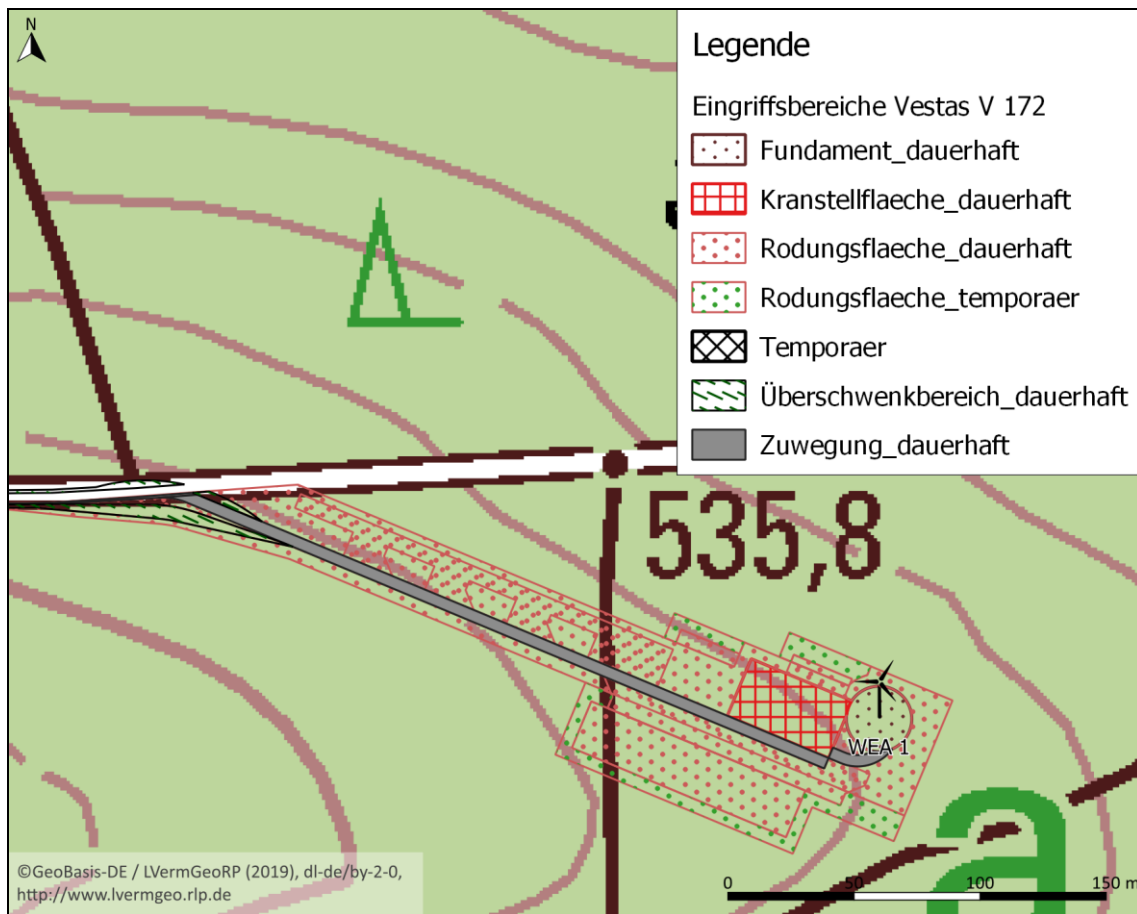 N
Legende
Eingriffsbereiche Vestas V 172
Fundament_dauerhaft
Kranstellflaeche_dauerhaft
Rodungsflaeche_dauerhaft
Rodungsflaeche_temporaer
Temporaer
Überschwenkbereich_dauerhaft
Zuwegung_dauerhaft
535,8
WEA 1
a
©GeoBasis-DE / LVermGeoRP (2019), dl-de/by-2-0,
http://www.lvermgeo.rlp.de
0 50 100 150 m